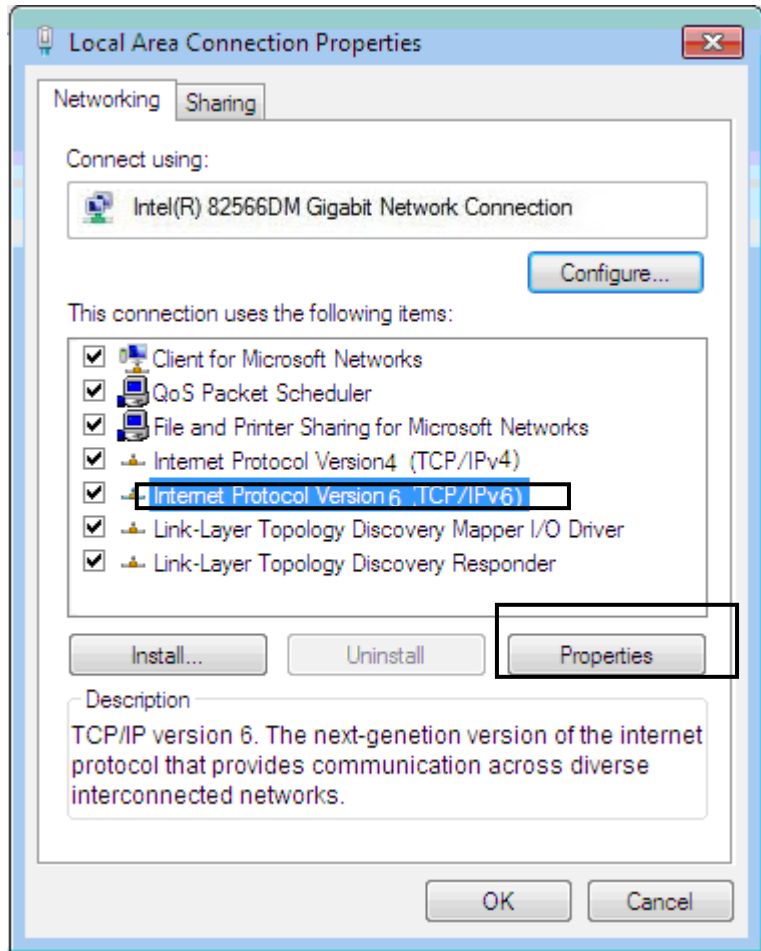 Local Area Connection Properties
Networking
Sharing
Connect using:
Intel(R) 82566DM Gigabit Network Connection
Configure...
This connection uses the following items:
Client for Microsoft Networks
QoS Packet Scheduler
File and Printer Sharing for Microsoft Networks
Internet Protocol Version4 (TCP/IPv4)
Internet Protocol Version 6 (TCP/IPv6)
Link-Layer Topology Discovery Mapper I/O Driver
Link-Layer Topology Discovery Responder
Install...
Uninstall
Properties
Description
TCP/IP version 6. The next-genetion version of the internet
protocol that provides communication across diverse
interconnected networks.
OK
Cancel